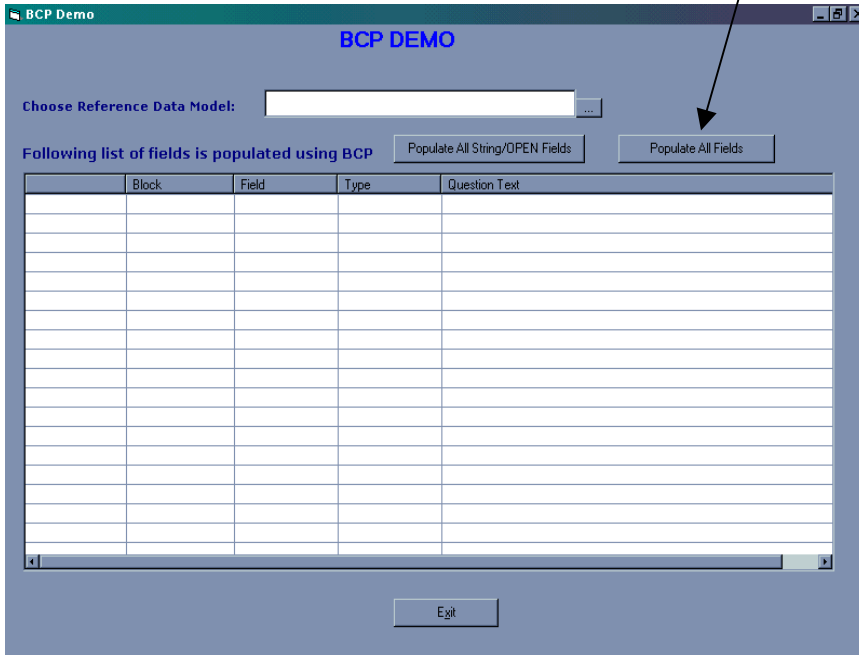 BCP Demo
BCP DEMO
Choose Reference Data Model:
...
Following list of fields is populated using BCP
Populate All String/OPEN Fields
Populate All Fields
Block Field Type Question Text
Exit